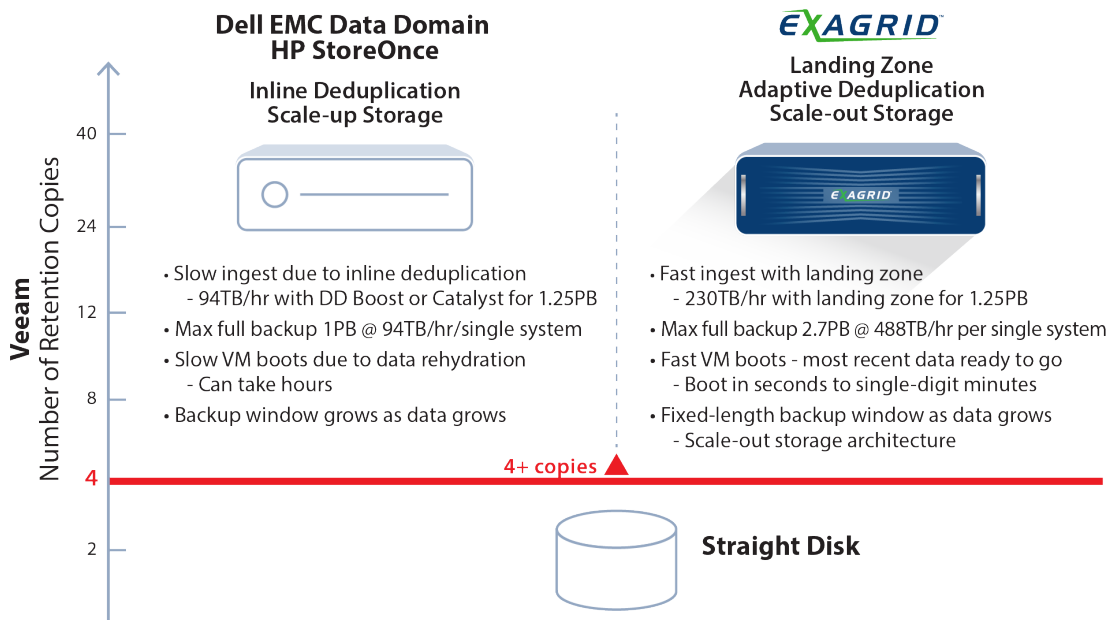 Dell EMC Data Domain
HP StoreOnce
Inline Deduplication
Scale-up Storage
EXAGRID™
Landing Zone
Adaptive Deduplication
Scale-out Storage
Veeam
Number of Retention Copies
40
24
12
8
4
2
EXAGRID
• Slow ingest due to inline deduplication
- 94TB/hr with DD Boost or Catalyst for 1.25PB
• Max full backup 1PB @ 94TB/hr/single system
• Slow VM boots due to data rehydration
- Can take hours
• Backup window grows as data grows
• Fast ingest with landing zone
- 230TB/hr with landing zone for 1.25PB
• Max full backup 2.7PB @ 488TB/hr per single system
• Fast VM boots - most recent data ready to go
- Boot in seconds to single-digit minutes
• Fixed-length backup window as data grows
- Scale-out storage architecture
4+ copies
Straight Disk